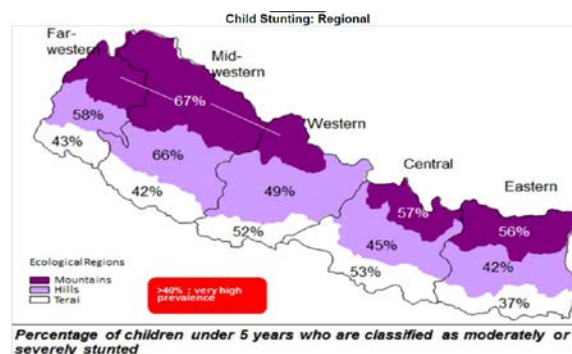 Child Stunting: Regional
Far-
western
Mid-
western
67%
Western
58%
43%
66%
Central
42%
49%
Eastern
57%
56%
52%
45%
42%
53%
37%
Ecological Regions
Mountains
Hills
Terai
>40% ; very high
prevalence
Percentage of children under 5 years who are classified as moderately or
severely stunted